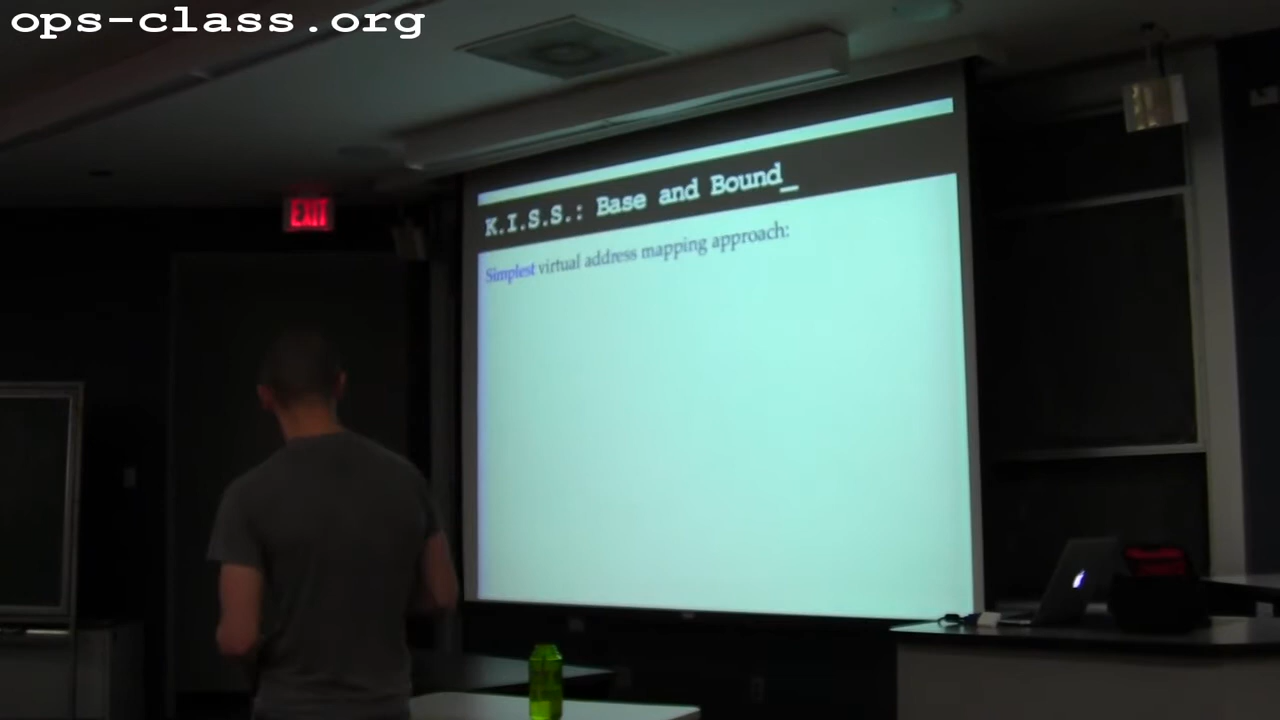 ops-class.org
EXIT
K.I.S.S.: Base and Bound_
Simplest virtual address mapping approach: